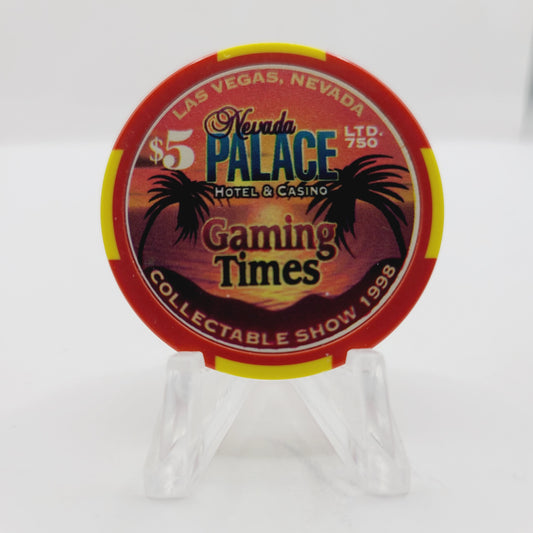 LAS VEGAS, NEVADA
Nevada
$5 PALACE LTD. 750
HOTEL & CASINO
Gaming
Times
COLLECTABLE SHOW 1998